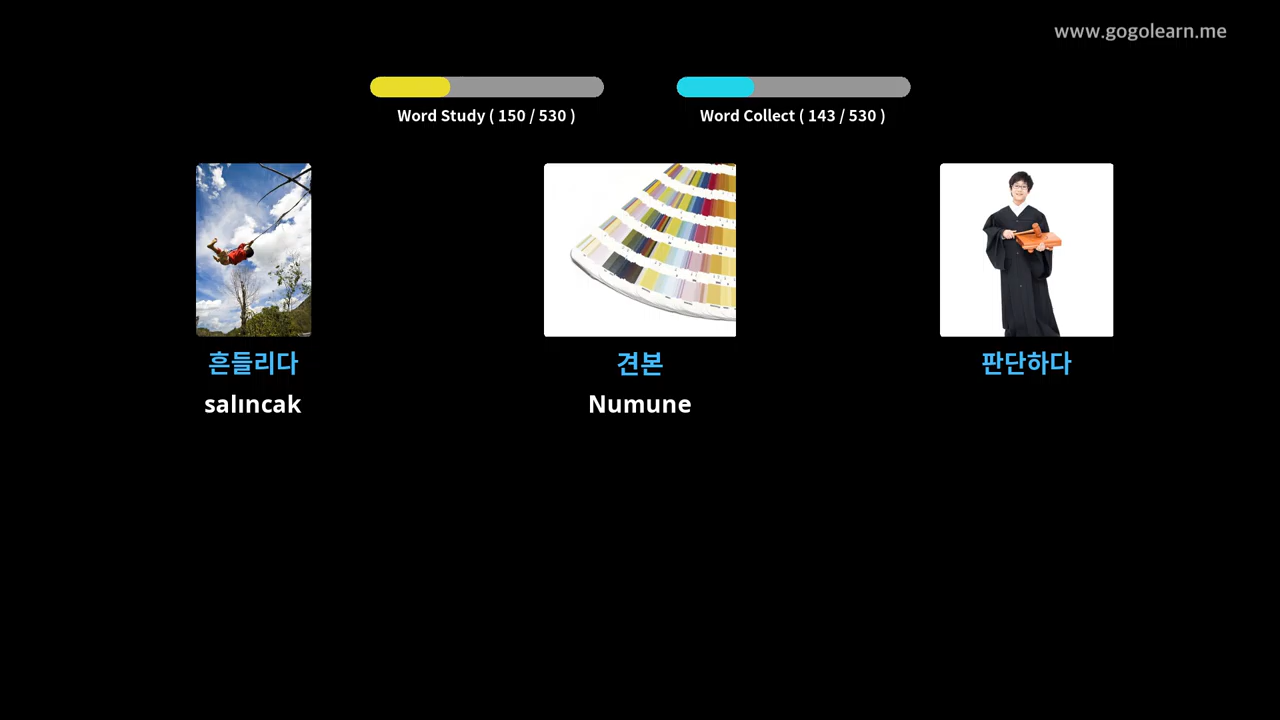 www.gogolearn.me
Word Study ( 150 / 530 )
Word Collect ( 143 / 530 )
흔들리다
견본
판단하다
salıncak
Numune